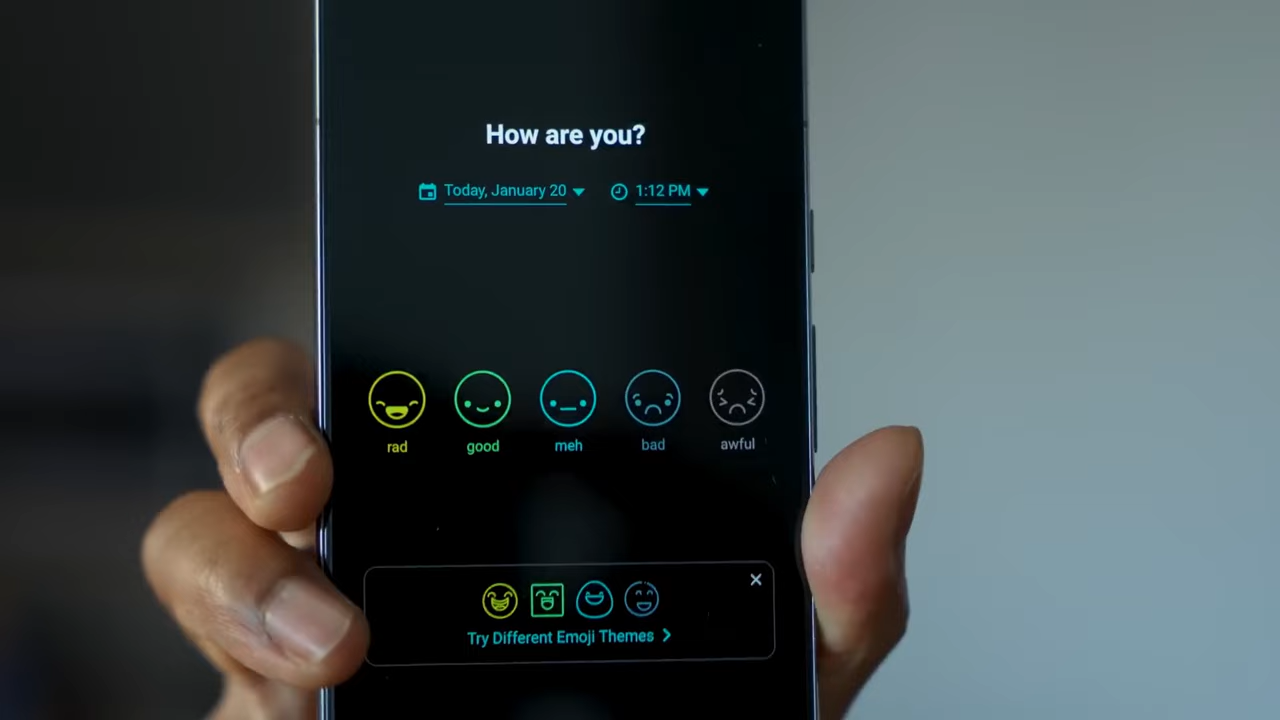 How are you?
Today, January 20 1:12 PM
rad good meh bad awful
Try Different Emoji Themes